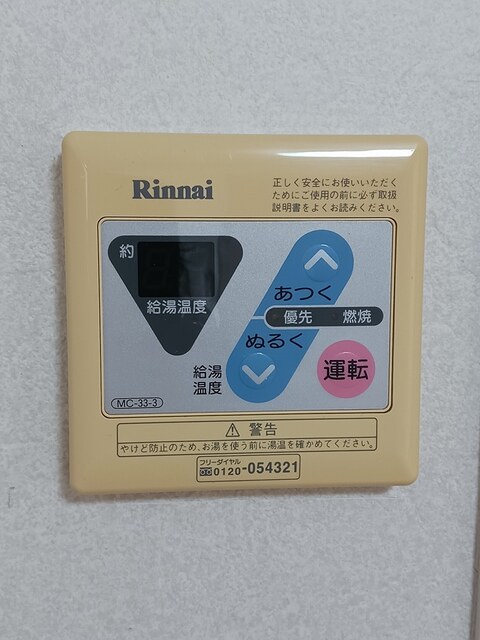 Rinnai
正しく安全にお使いいただく
ためにご使用の前に必ず取扱
説明書をよくお読みください。
約
給湯温度
あつく
優先 燃焼
ぬるく
給湯
温度
運転
MC-33-3
⚠ 警告
やけど防止のため、お湯を使う前に湯温を確かめてください。
フリーダイヤル
0120-054321